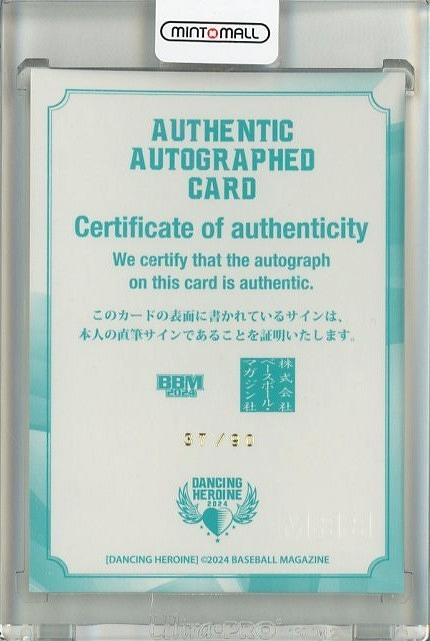 MINT MALL
AUTHENTIC
AUTOGRAPHED
CARD
Certificate of authenticity
We certify that the autograph
on this card is authentic.
このカードの表面に書かれているサインは、
本人の直筆サインであることを証明いたします。
BBM
2024
株式会社
ベースボール・
マガジン社
37/90
DANCING
HEROINE
2024
[DANCING HEROINE] ©2024 BASEBALL MAGAZINE
Ultra-PRO